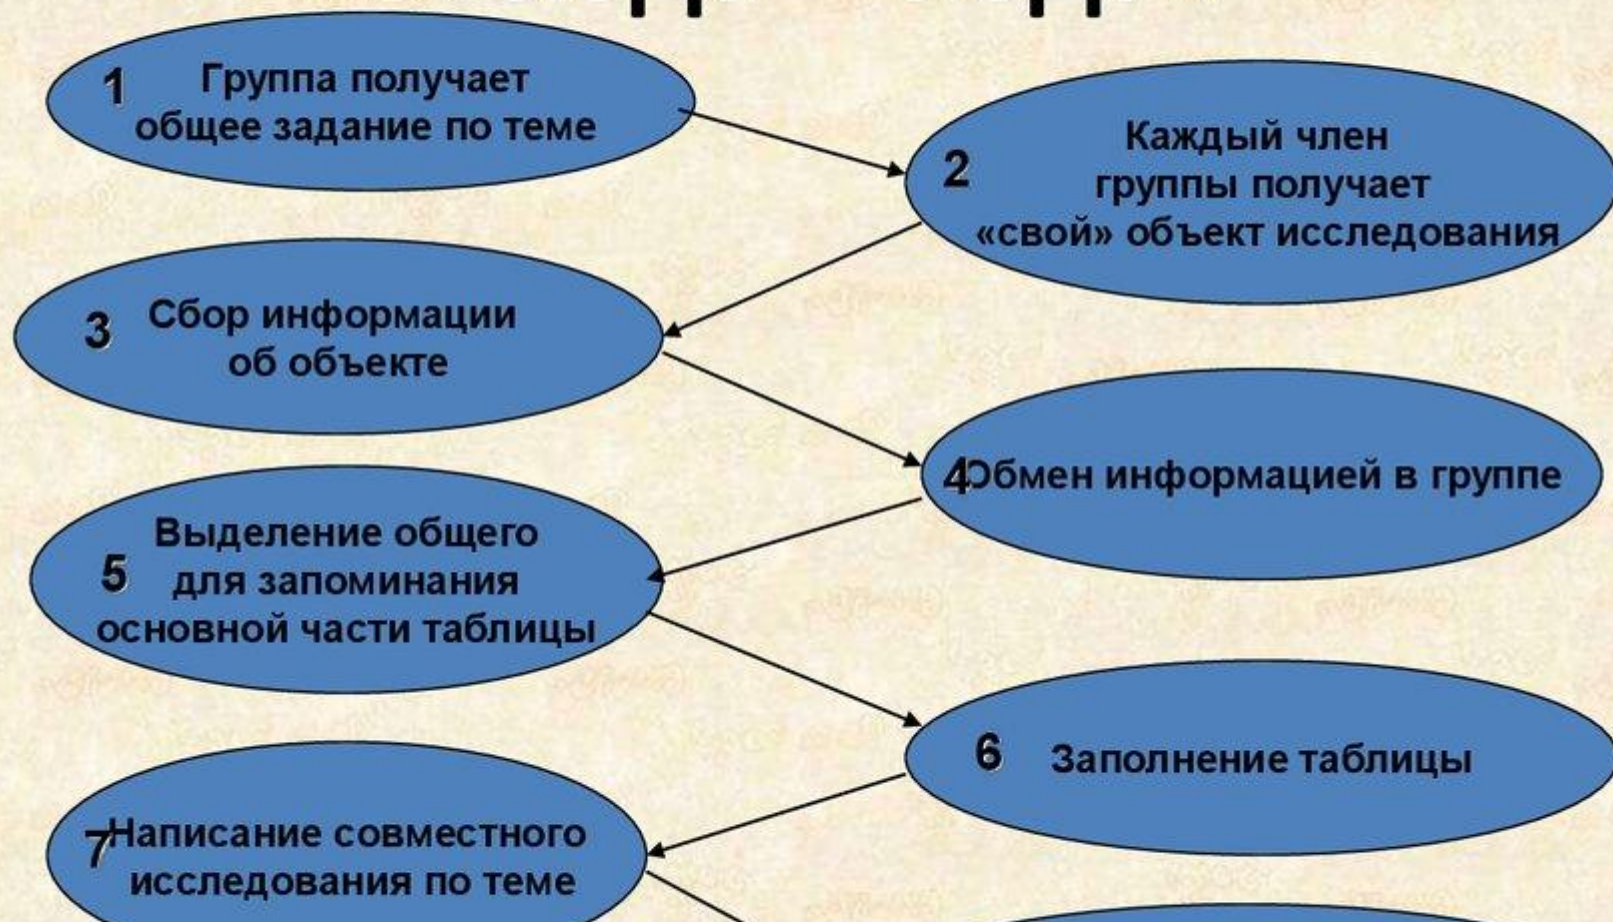 1 Группа получает
общее задание по теме
2 Каждый член
группы получает
«свой» объект исследования
3 Сбор информации
об объекте
4 Обмен информацией в группе
5 Выделение общего
для запоминания
основной части таблицы
6 Заполнение таблицы
7 Написание совместного
исследования по теме